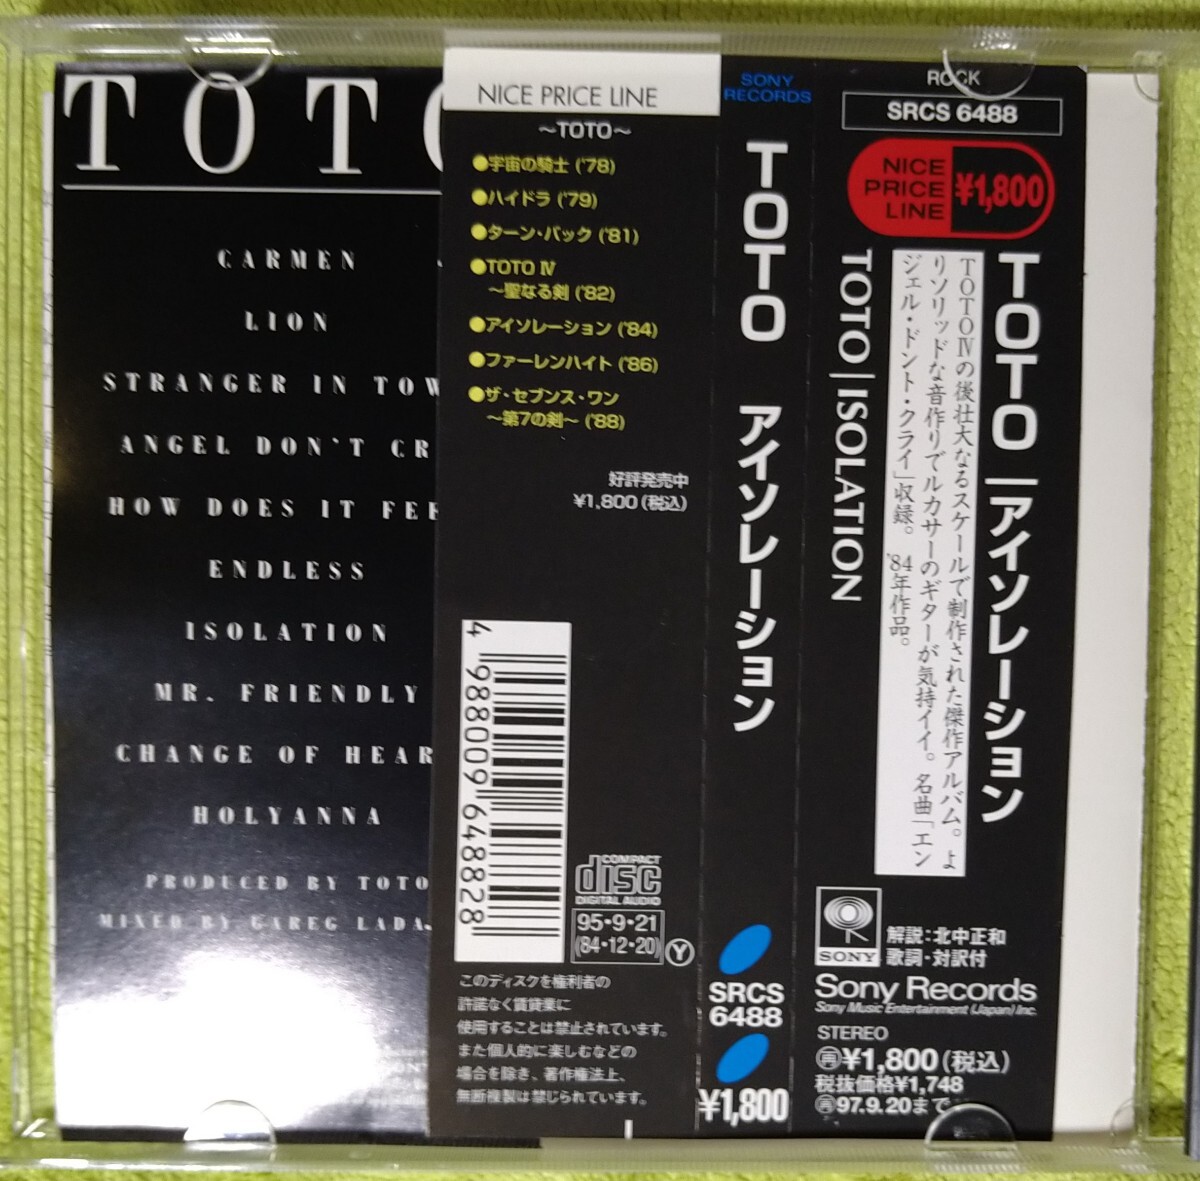 TOTO
CARMEN
LION
STRANGER IN TOW
ANGEL DON'T CR
HOW DOES IT FEE
ENDLESS
ISOLATION
MR. FRIENDLY
CHANGE OF HEAR
HOLYANNA
PRODUCED BY TOTO
MIXED BY GAREG LADA
NICE PRICE LINE
~TOTO~
●宇宙の騎士 ('78)
●ハイドラ ('79)
●ターン・バック ('81)
●TOTO Ⅳ
~聖なる剣 ('82)
●アイソレーション ('84)
●ファーレンハイト ('86)
●ザ・セブンス・ワン
~第7の剣~ ('88)
好評発売中
¥1,800 (税込)
4 988009 648828
COMPACT
disc
DIGITAL AUDIO
95・9・21
(84・12・20)
Y
このディスクを権利者の
許諾なく賃貸業に
使用することは禁止されています。
また個人的に楽しむなどの
場合を除き、著作権法上、
無断複製は禁じられています。
SONY
RECORDS
TOTO アイソレーション
SRCS
6488
¥1,800
ROCK
SRCS 6488
NICE
PRICE
LINE
¥1,800
TOTO|アイソレーション
TOTOⅣの後壮大なるスケールで制作された傑作アルバム。よ
りソリッドな音作りでルカサーのギターが気持イイ。名曲「エン
ジェル・ドント・クライ」収録。 '84年作品。
TOTO|ISOLATION
SONY
解説:北中正和
歌詞・対訳付
Sony Records
Sony Music Entertainment (Japan) Inc.
STEREO
再¥1,800 (税込)
税抜価格¥1,748
再97.9.20まで